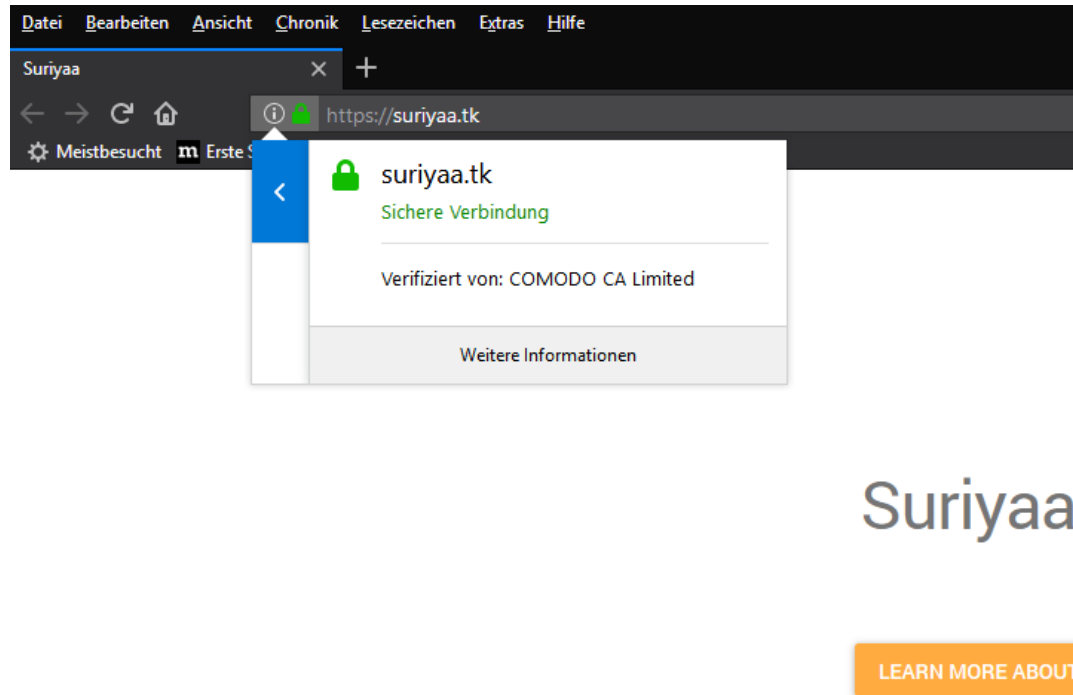 Datei Bearbeiten Ansicht Chronik Lesezeichen Extras Hilfe
Suriyaa
https://suriyaa.tk
Meistbesucht m Erste
suriyaa.tk
Sichere Verbindung
Verifiziert von: COMODO CA Limited
Weitere Informationen
Suriyaa
LEARN MORE ABOUT